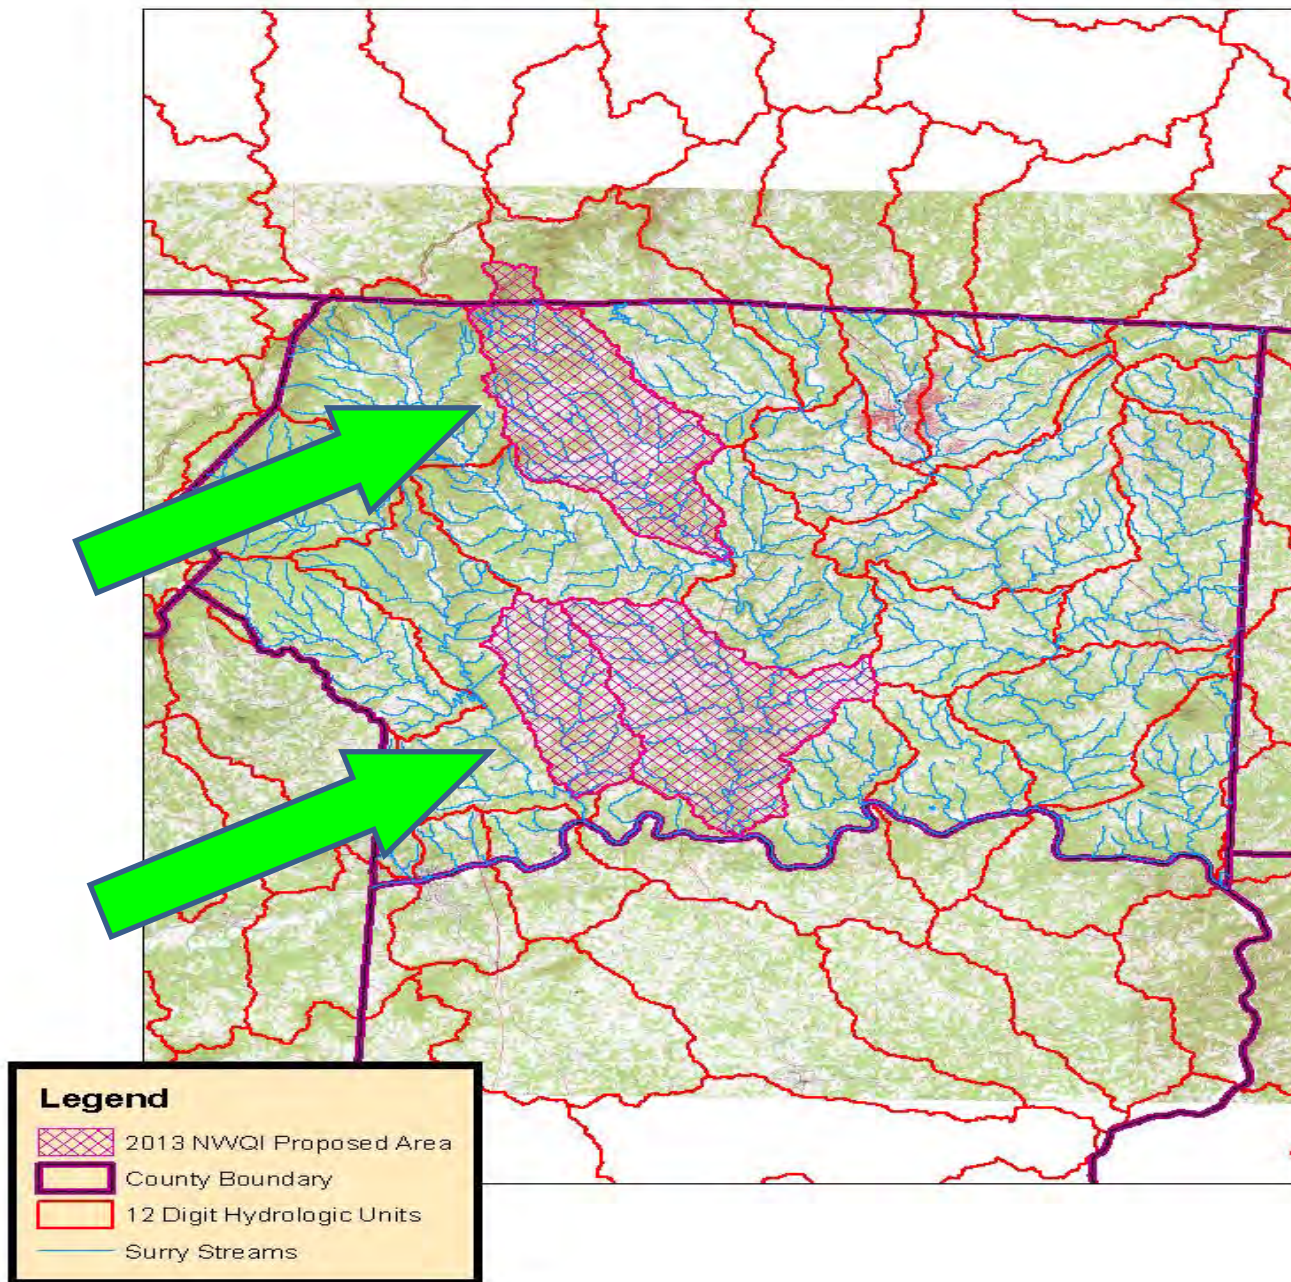 Legend
2013 NWQI Proposed Area
County Boundary
12 Digit Hydrologic Units
Surry Streams